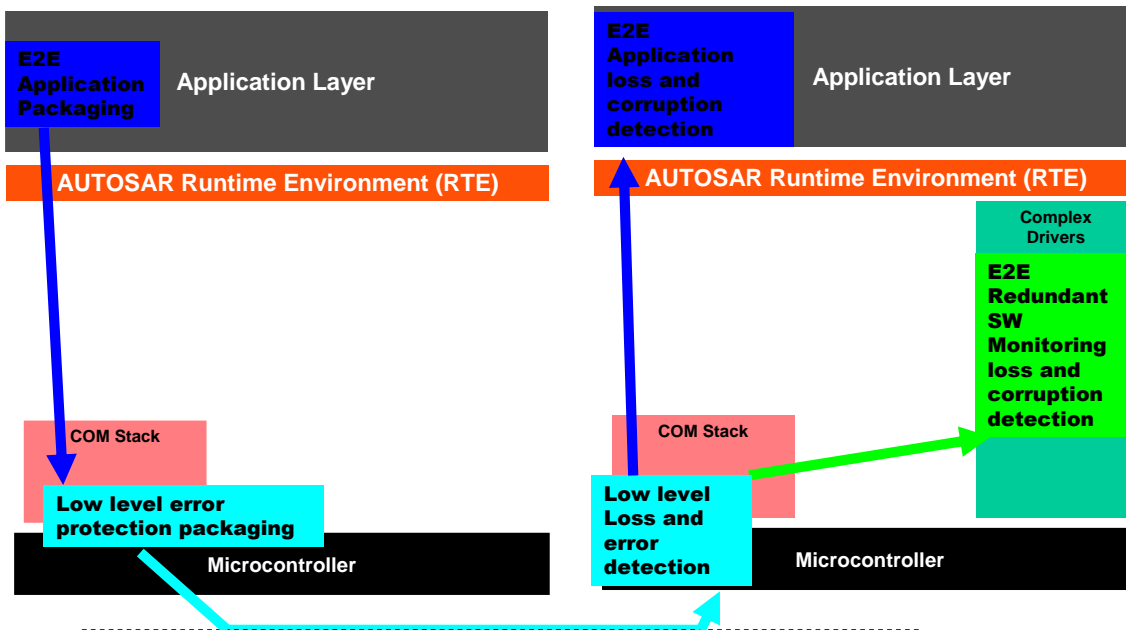 E2E
Application
Packaging
Application Layer
AUTOSAR Runtime Environment (RTE)
COM Stack
Low level error
protection packaging
Microcontroller
E2E
Application
loss and
corruption
detection
Application Layer
AUTOSAR Runtime Environment (RTE)
Complex
Drivers
E2E
Redundant
SW
Monitoring
loss and
corruption
detection
COM Stack
Low level
Loss and
error
detection
Microcontroller